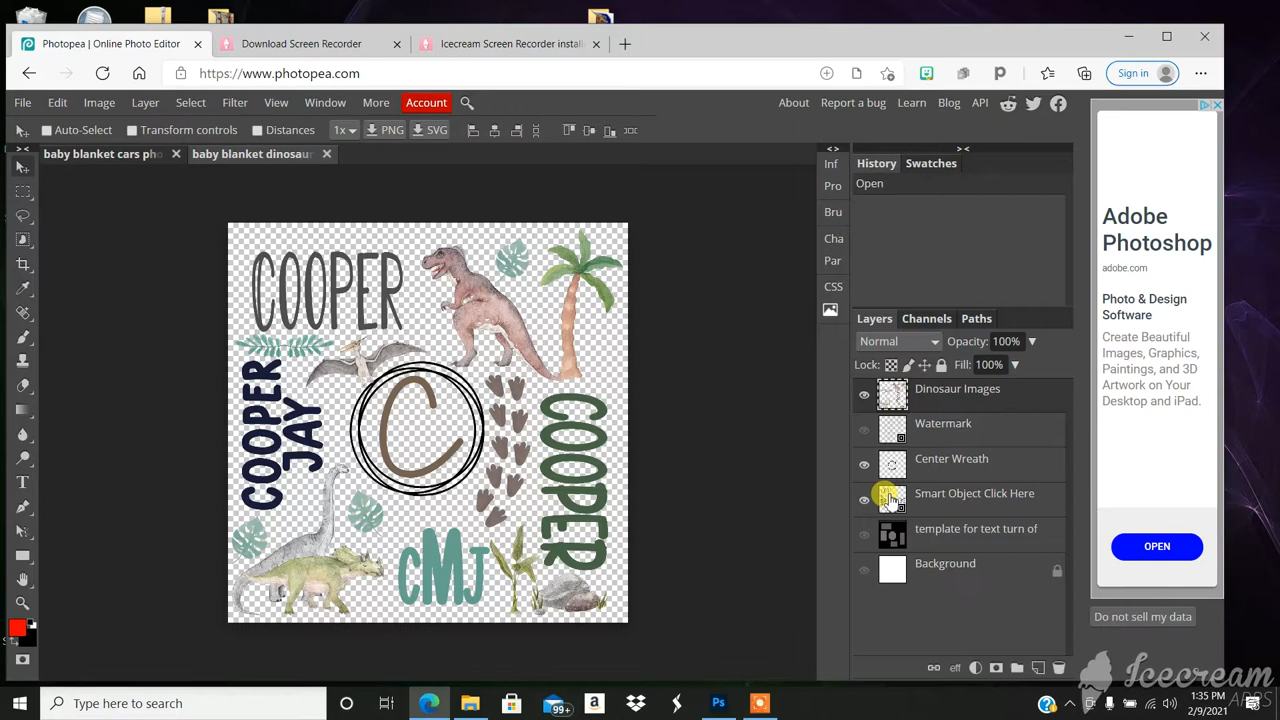 Photopea | Online Photo Editor
Download Screen Recorder
Icecream Screen Recorder instal
https://www.photopea.com
Sign in
File Edit Image Layer Select Filter View Window More Account
About Report a bug Learn Blog API
Auto-Select Transform controls Distances 1x PNG SVG
baby blanket cars pho
baby blanket dinosaur
Inf
Pro
Bru
Cha
Par
CSS
History Swatches
Open
Layers Channels Paths
Normal Opacity: 100%
Lock: Fill: 100%
Dinosaur Images
Watermark
Center Wreath
Smart Object Click Here
template for text turn of
Background
eff
COOPER
COOPER
JAY
C
COOPER
CMJ
Adobe
Photoshop
adobe.com
Photo & Design
Software
Create Beautiful
Images, Graphics,
Paintings, and 3D
Artwork on Your
Desktop and iPad.
OPEN
Do not sell my data
Icecream
APPS
Type here to search
99+
Ps
1:35 PM
2/9/2021